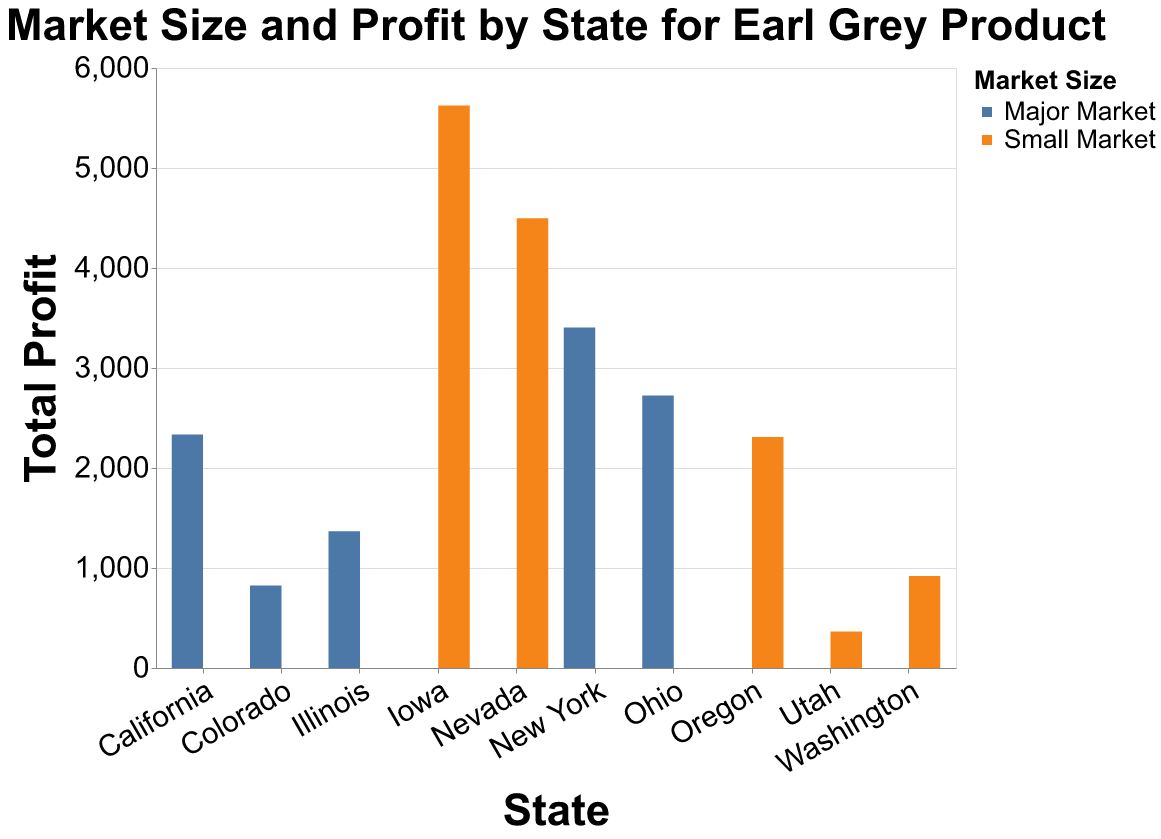 Market Size and Profit by State for Earl Grey Product
Market Size
Major Market
Small Market
Total Profit
6,000
5,000
4,000
3,000
2,000
1,000
0
California
Colorado
Illinois
Iowa
Nevada
New York
Ohio
Oregon
Utah
Washington
State